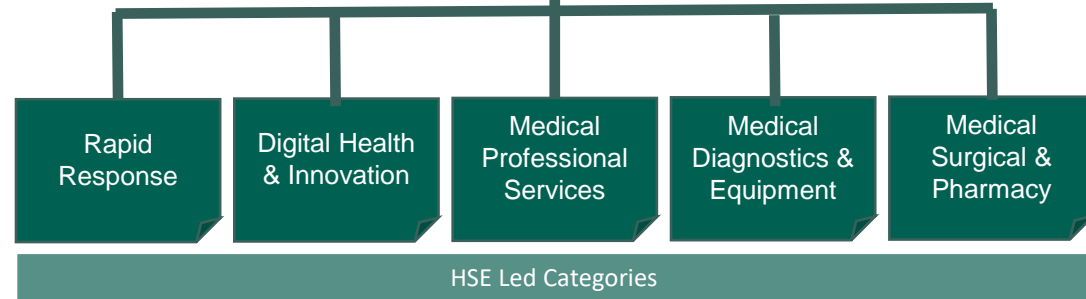 Rapid
Response
Digital Health
& Innovation
Medical
Professional
Services
Medical
Diagnostics &
Equipment
Medical
Surgical &
Pharmacy
HSE Led Categories